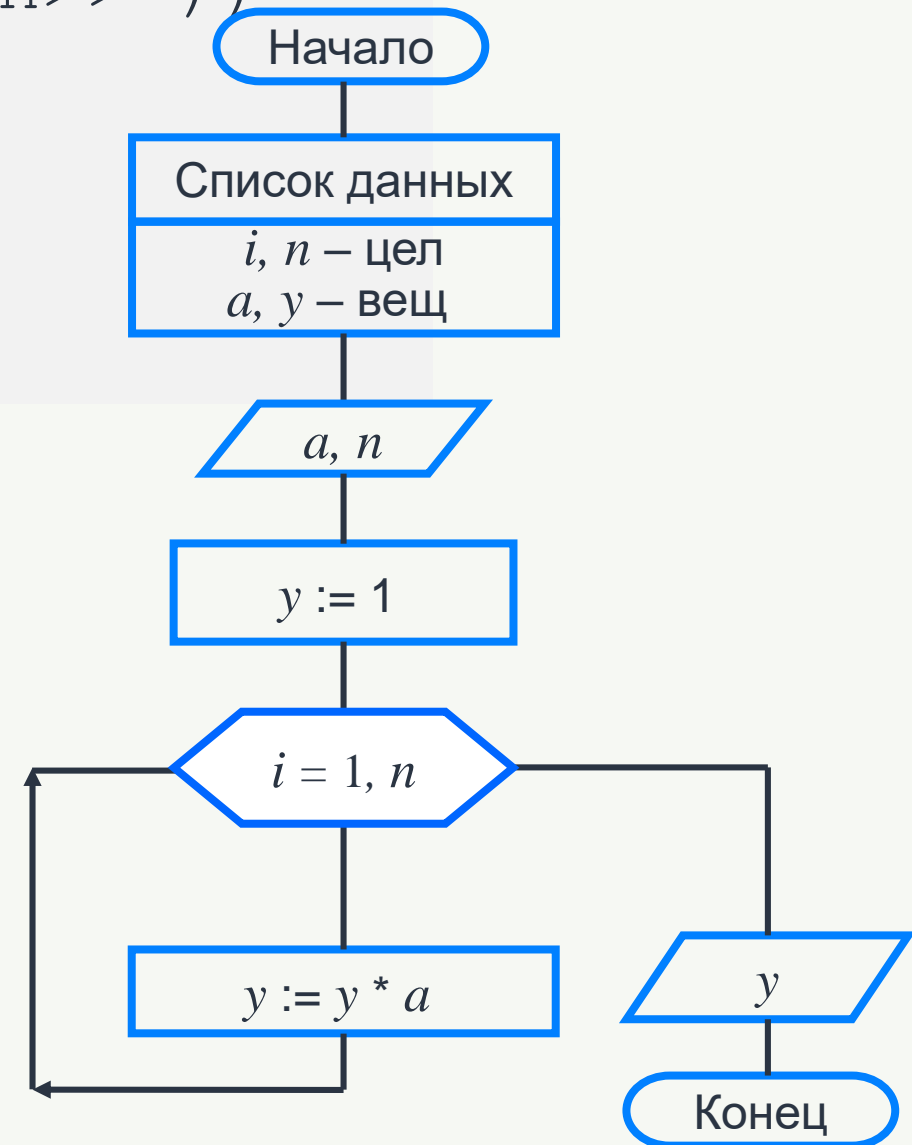 Начало
Список данных
i, n – цел
a, y – вещ
a, n
y := 1
i = 1, n
y := y * a
y
Конец